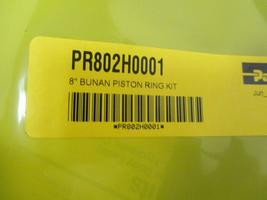 PR802H0001
8" BUNAN PISTON RING KIT
*PR802H0001*